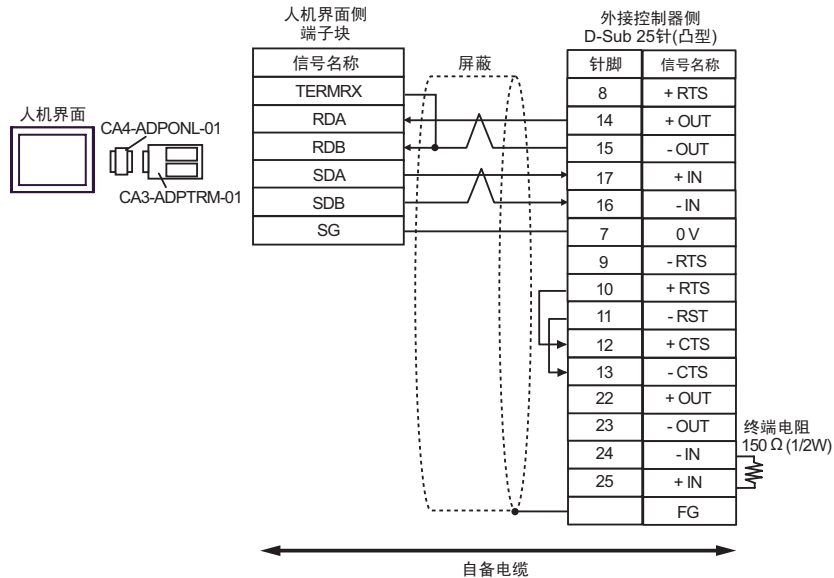 人机界面
CA4-ADPONL-01
CA3-ADPTRM-01
人机界面侧
端子块
信号名称
TERMRX
RDA
RDB
SDA
SDB
SG
屏蔽
外接控制器侧
D-Sub 25针(凸型)
针脚 信号名称
8 + RTS
14 + OUT
15 - OUT
17 + IN
16 - IN
7 0 V
9 - RTS
10 + RTS
11 - RST
12 + CTS
13 - CTS
22 + OUT
23 - OUT
24 - IN
25 + IN
FG
终端电阻
150 Ω (1/2W)
自备电缆